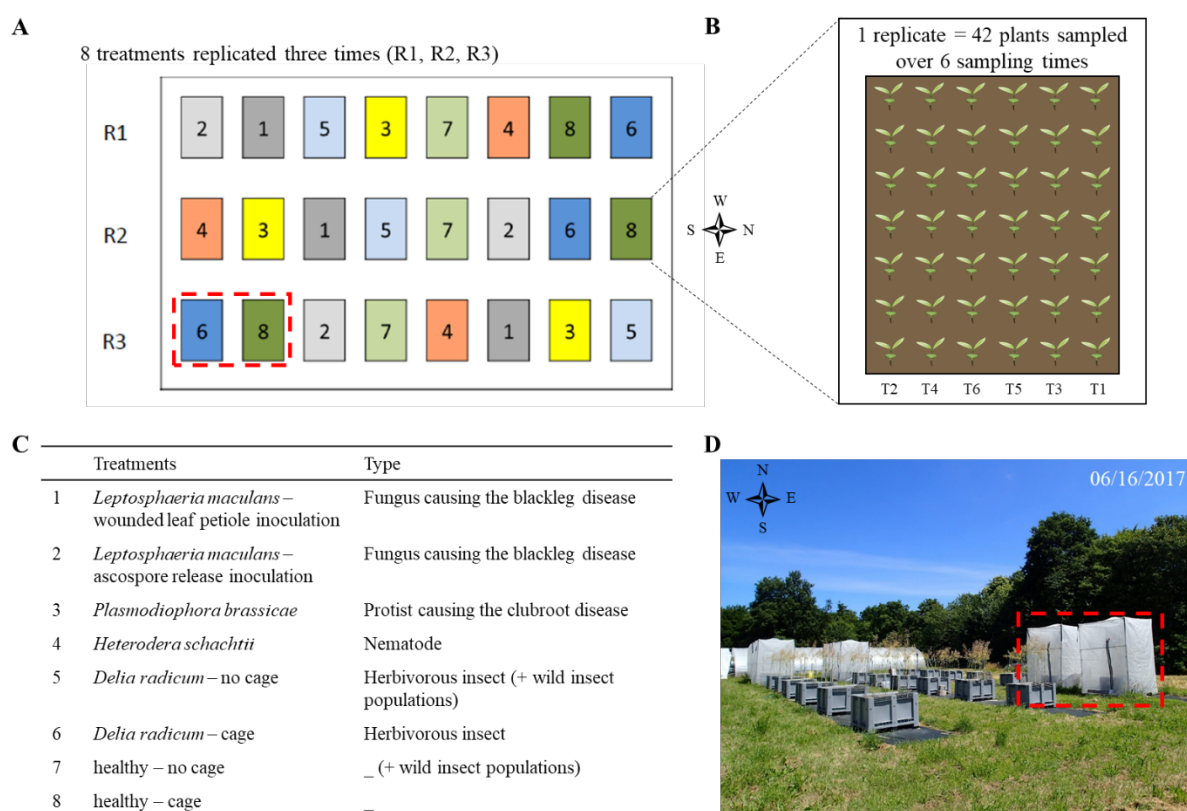 A
8 treatments replicated three times (R1, R2, R3)
R1
2 1 5 3 7 4 8 6
R2
4 3 1 5 7 2 6 8
R3
6 8 2 7 4 1 3 5
W
S N
E
B
1 replicate = 42 plants sampled
over 6 sampling times
T2 T4 T6 T5 T3 T1
C
Treatments Type
1 Leptosphaeria maculans – Fungus causing the blackleg disease
wounded leaf petiole inoculation
2 Leptosphaeria maculans – Fungus causing the blackleg disease
ascospore release inoculation
3 Plasmodiophora brassicae Protist causing the clubroot disease
4 Heterodera schachtii Nematode
5 Delia radicum – no cage Herbivorous insect (+ wild insect
populations)
6 Delia radicum – cage Herbivorous insect
7 healthy – no cage _ (+ wild insect populations)
8 healthy – cage _
D
N
W E
S
06/16/2017